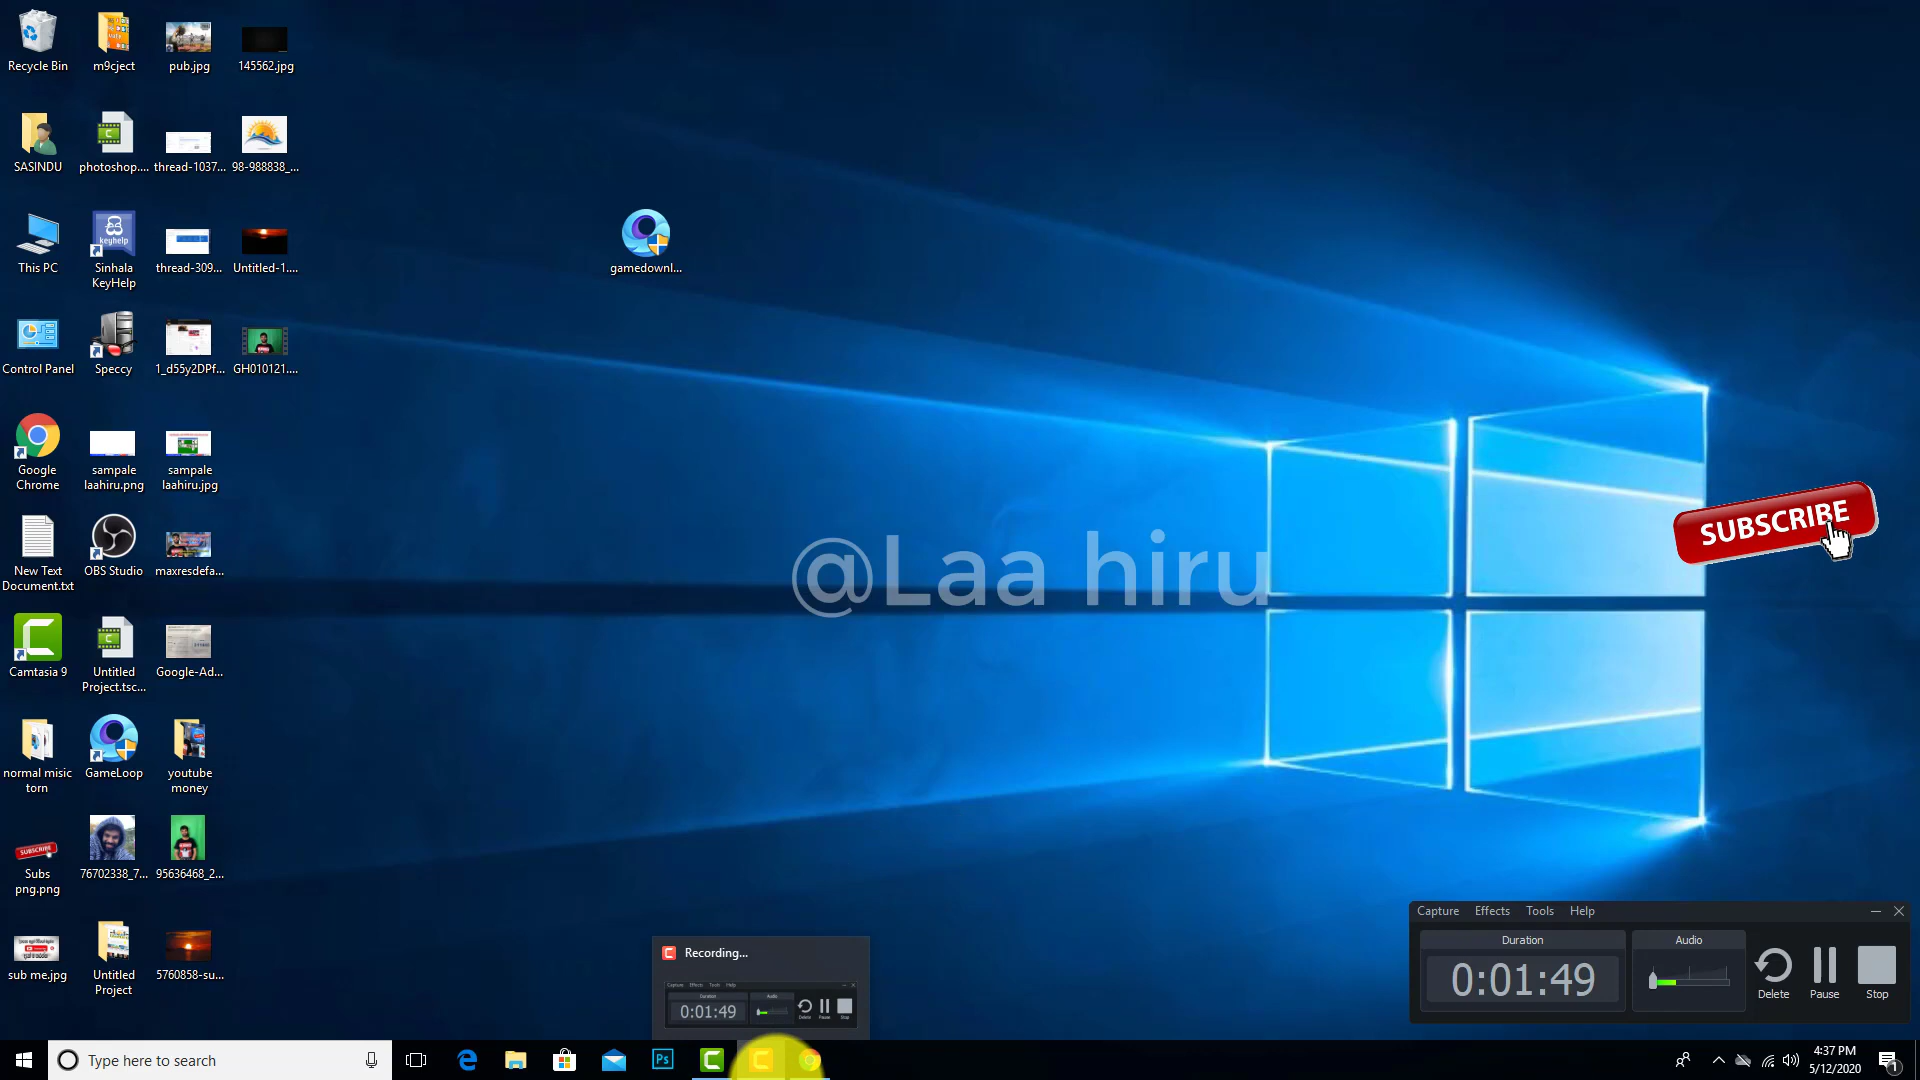 Recycle Bin
m9cject
pub.jpg
145562.jpg
SASINDU
photoshop....
thread-1037...
98-988838_...
This PC
keyhelp
Sinhala
KeyHelp
thread-309...
Untitled-1....
gamedownl...
Control Panel
Speccy
1_d55y2DPf...
GH010121....
Google
Chrome
sampale
laahiru.png
sampale
laahiru.jpg
New Text
Document.txt
OBS Studio
maxresdefa...
SUBSCRIBE
@Laa hiru
Camtasia 9
Untitled
Project.tsc...
Google-Ad...
normal misic
torn
GameLoop
youtube
money
SUBSCRIBE
Subs
png.png
76702338_7...
95636468_2...
sub me.jpg
Untitled
Project
5760858-su...
Recording...
Capture Effects Tools Help
Duration Audio
0:01:49
Delete Pause Stop
Capture Effects Tools Help
Duration
Audio
0:01:49
Delete
Pause
Stop
Type here to search
Ps
4:37 PM
5/12/2020
1